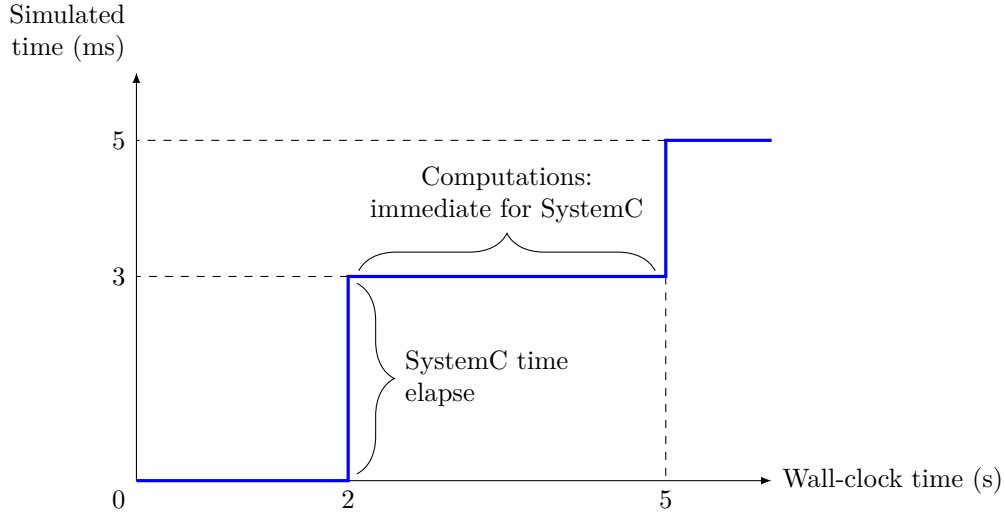 Simulated
time (ms)
5
Computations:
immediate for SystemC
3
SystemC time
elapse
0
2
5
Wall-clock time (s)